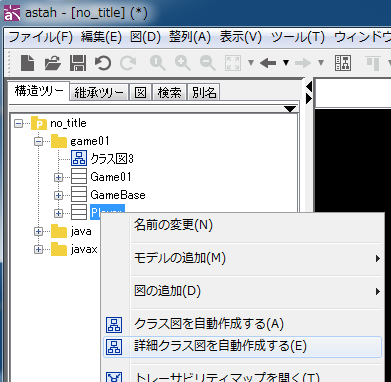 astah - [no_title] (*)
ファイル(F) 編集(E) 図(D) 整列(A) 表示(V) ツール(T) ウィンドウ
構造ツリー 継承ツリー 図 検索 別名
no_title
game01
クラス図3
Game01
GameBase
Player
名前の変更(N)
java
モデルの追加(M)
javax
図の追加(D)
クラス図を自動作成する(A)
詳細クラス図を自動作成する(E)
トレーサビリティマップを開く(T)